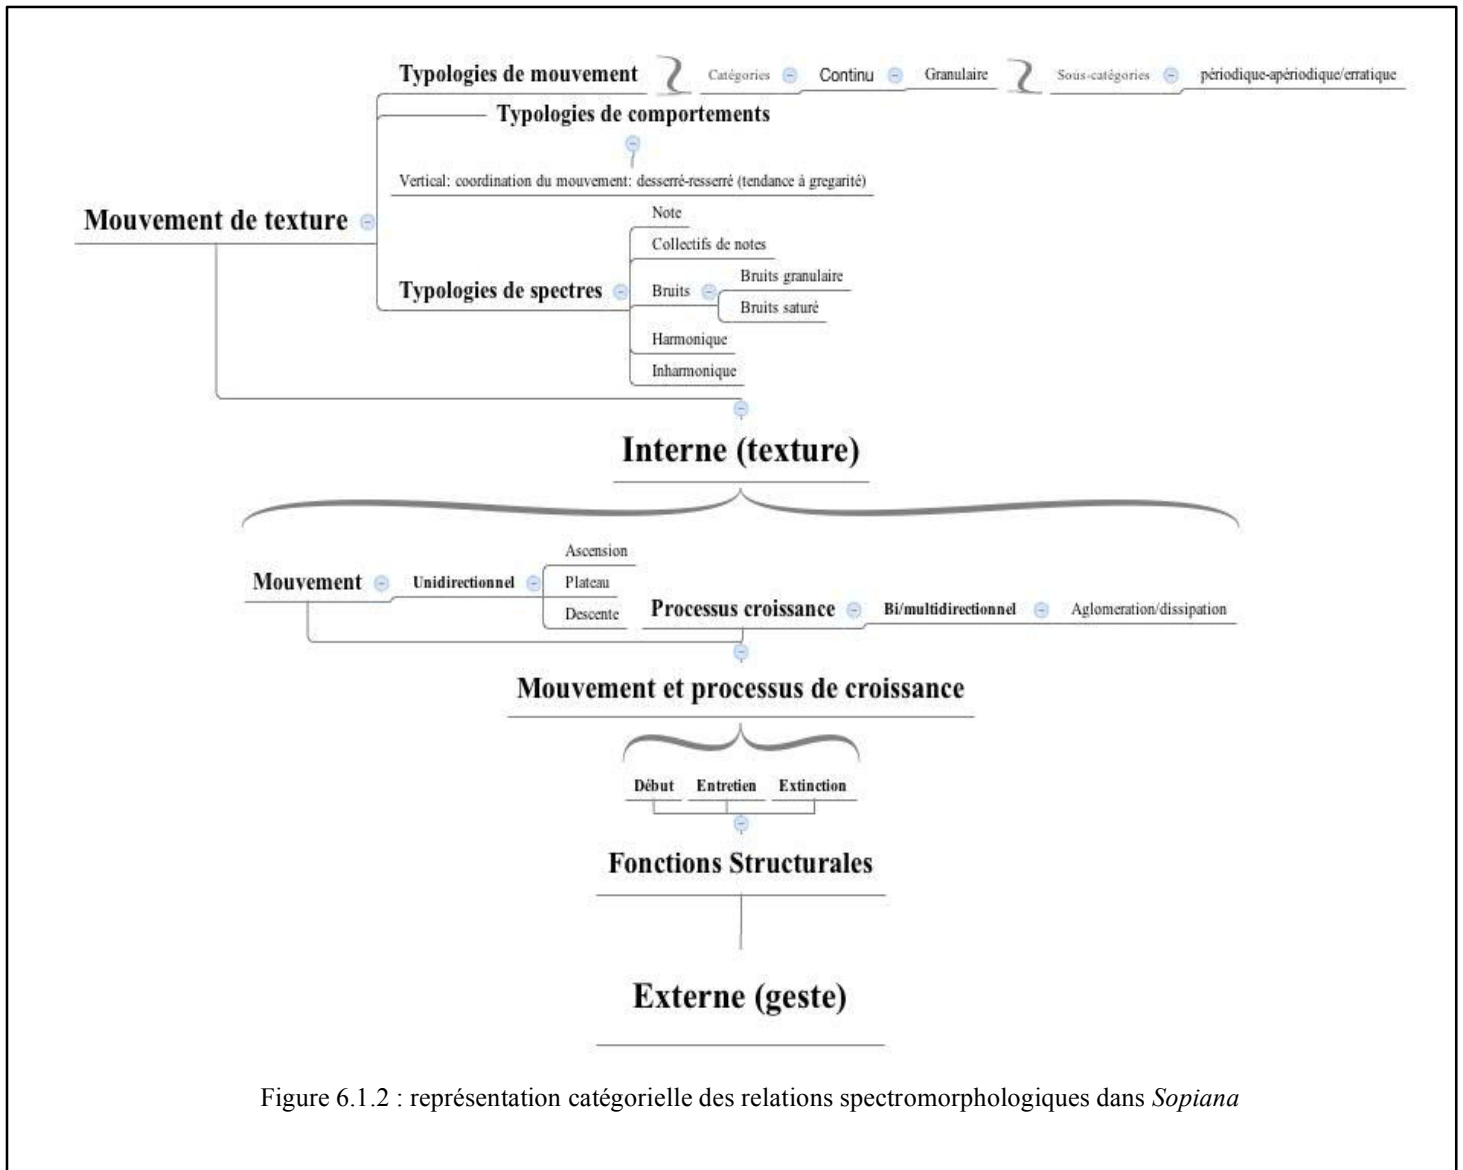 Typologies de mouvement Catégories Continu Granulaire Sous-catégories périodique-apériodique/erratique
Typologies de comportements
Vertical: coordination du mouvement: desserré-resserré (tendance à gregarité)
Mouvement de texture
Note
Collectifs de notes
Typologies de spectres
Bruits
Bruits granulaire
Bruits saturé
Harmonique
Inharmonique
Interne (texture)
Mouvement Unidirectionnel
Ascension
Plateau
Descente
Processus croissance Bi/multidirectionnel Aglomeration/dissipation
Mouvement et processus de croissance
Début Entretien Extinction
Fonctions Structurales
Externe (geste)
Figure 6.1.2 : représentation catégorielle des relations spectromorphologiques dans Sopiana